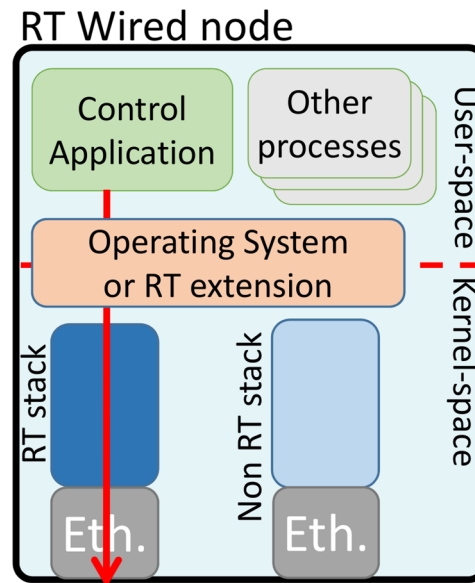 RT Wired node
Control
Application
Other
processes
User-space
Operating System
or RT extension
Kernel-space
RT stack
Non RT stack
Eth.
Eth.